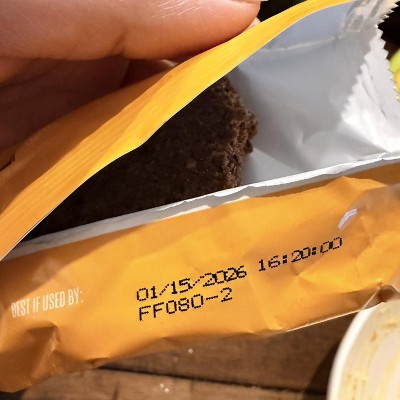 BEST IF USED BY:
01/15/2026 16:20:00
FF080-2